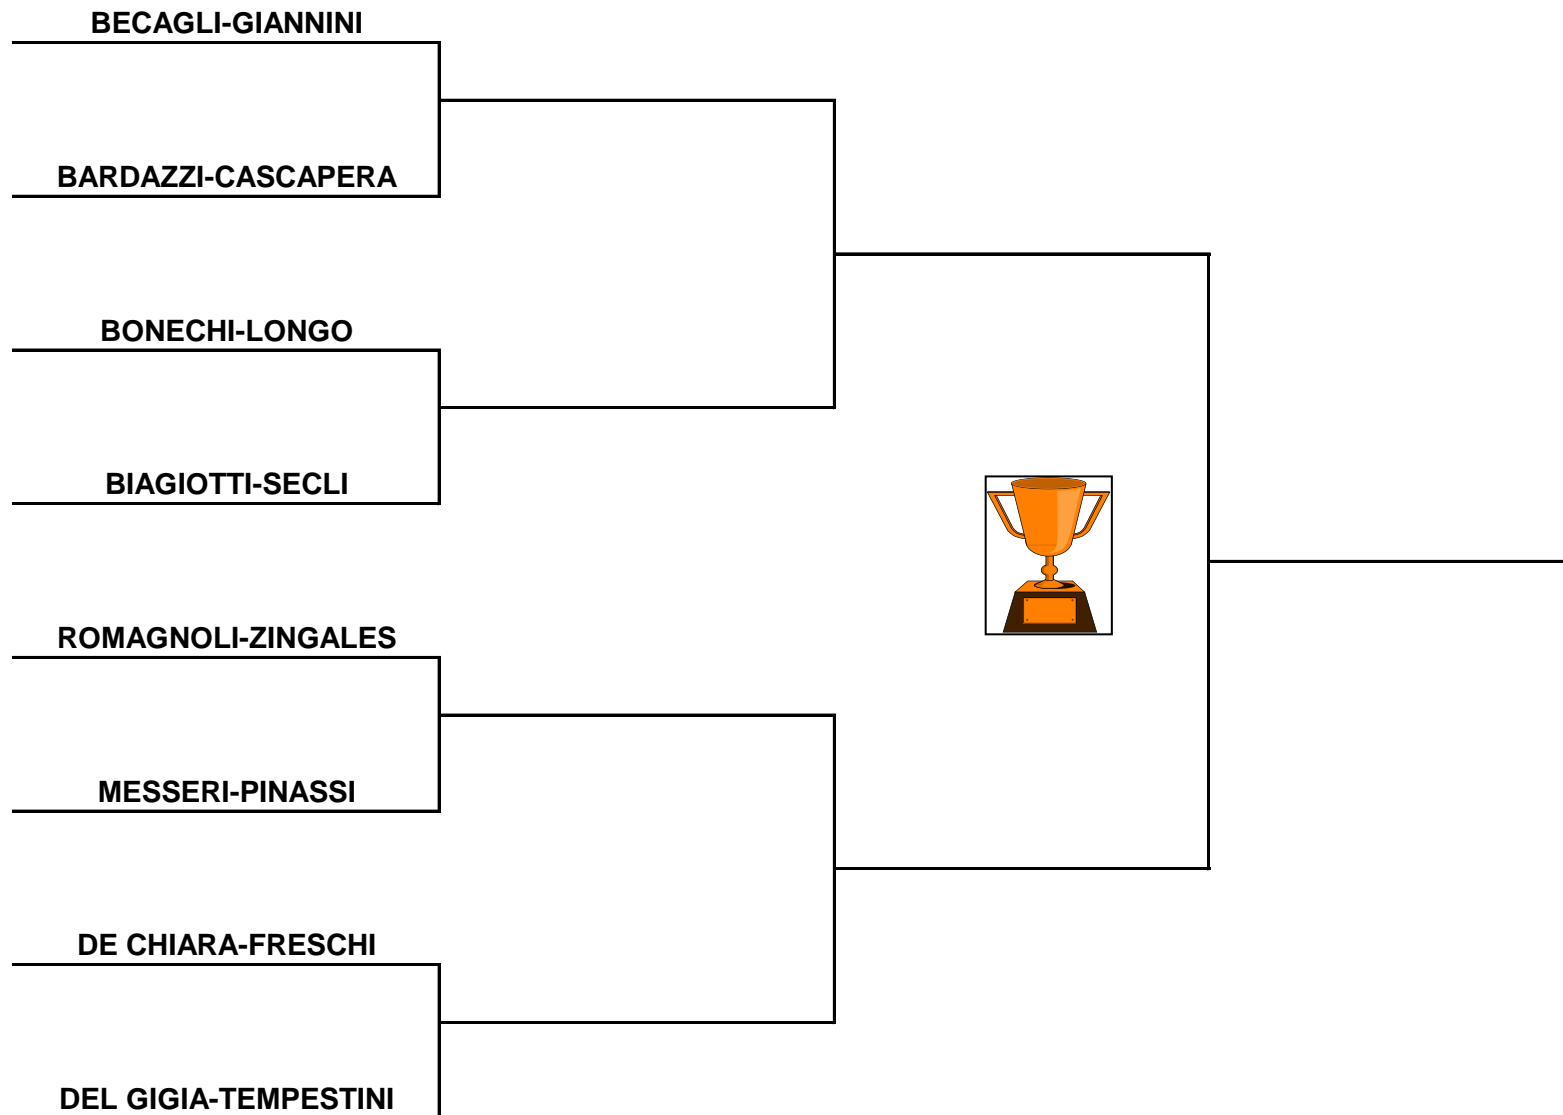 BECAGLI-GIANNINI
BARDAZZI-CASCAPERA
BONECHI-LONGO
BIAGIOTTI-SECLI
ROMAGNOLI-ZINGALES
MESSERI-PINASSI
DE CHIARA-FRESCHI
DEL GIGIA-TEMPESTINI